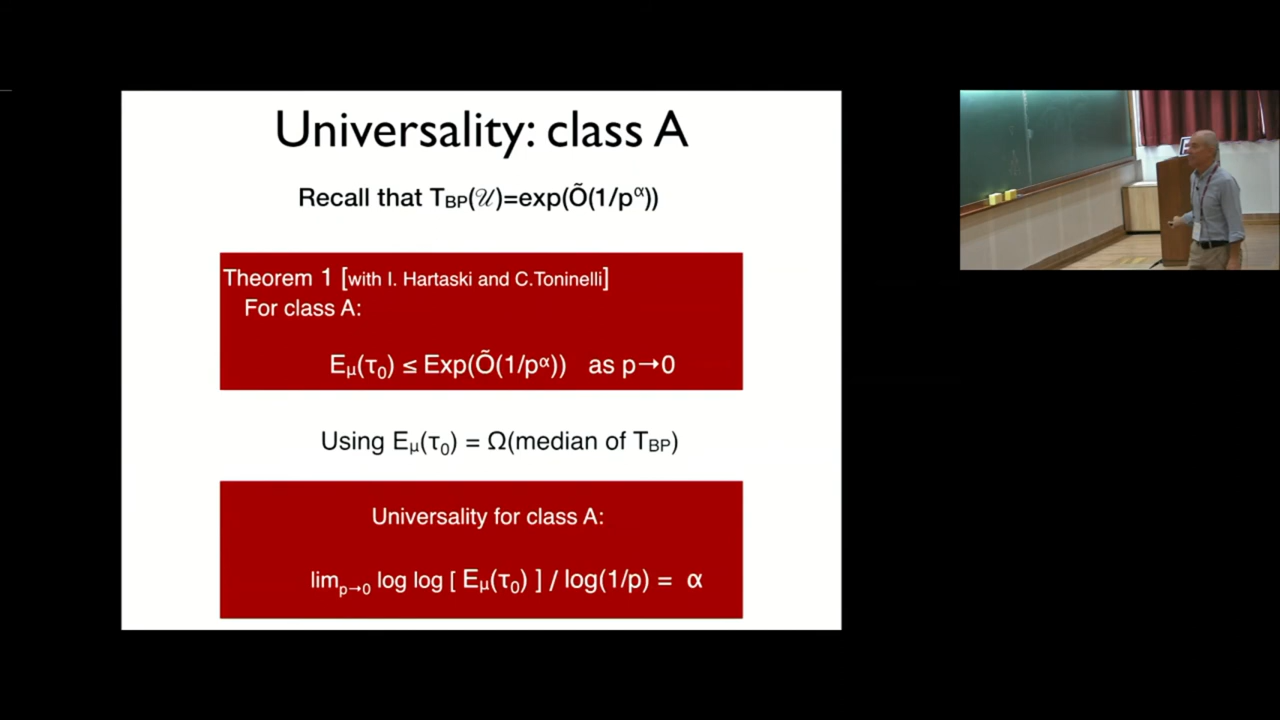 Universality: class A
Recall that T_BP(𝒰)=exp(Õ(1/p^α))
Theorem 1 [with I. Hartaski and C.Toninelli]
For class A:
E_μ(τ_0) ≤ Exp(Õ(1/p^α)) as p→0
Using E_μ(τ_0) = Ω(median of T_BP)
Universality for class A:
lim_{p→0} log log [ E_μ(τ_0) ] / log(1/p) = α